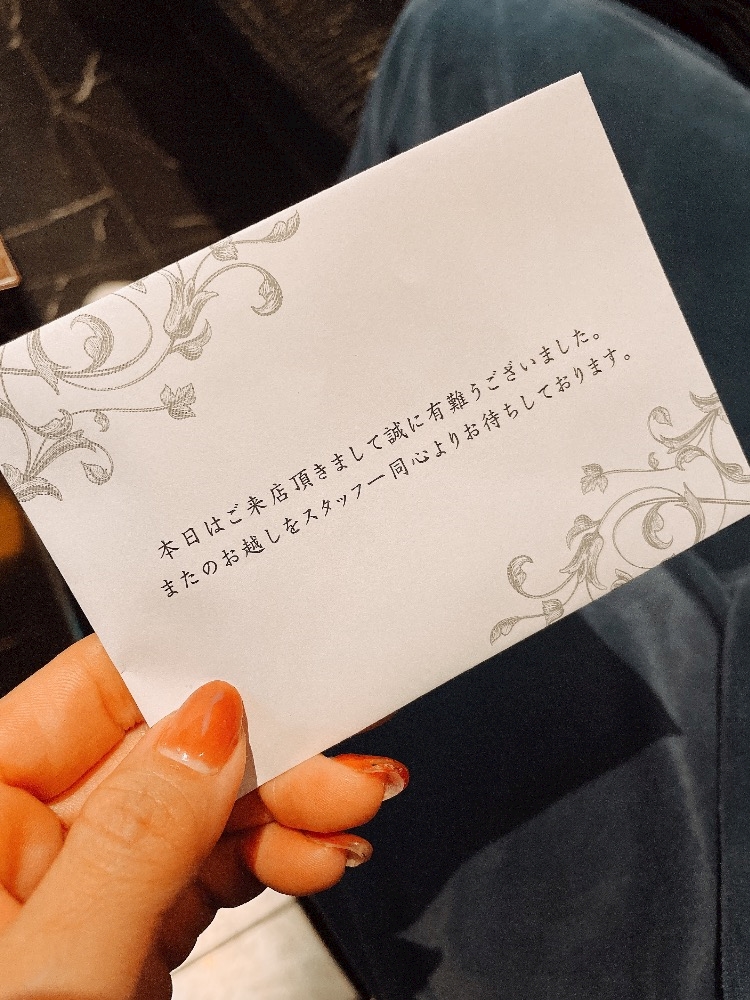 本日はご来店頂きまして誠に有難うございました。
またのお越しをスタッフ一同心よりお待ちしております。